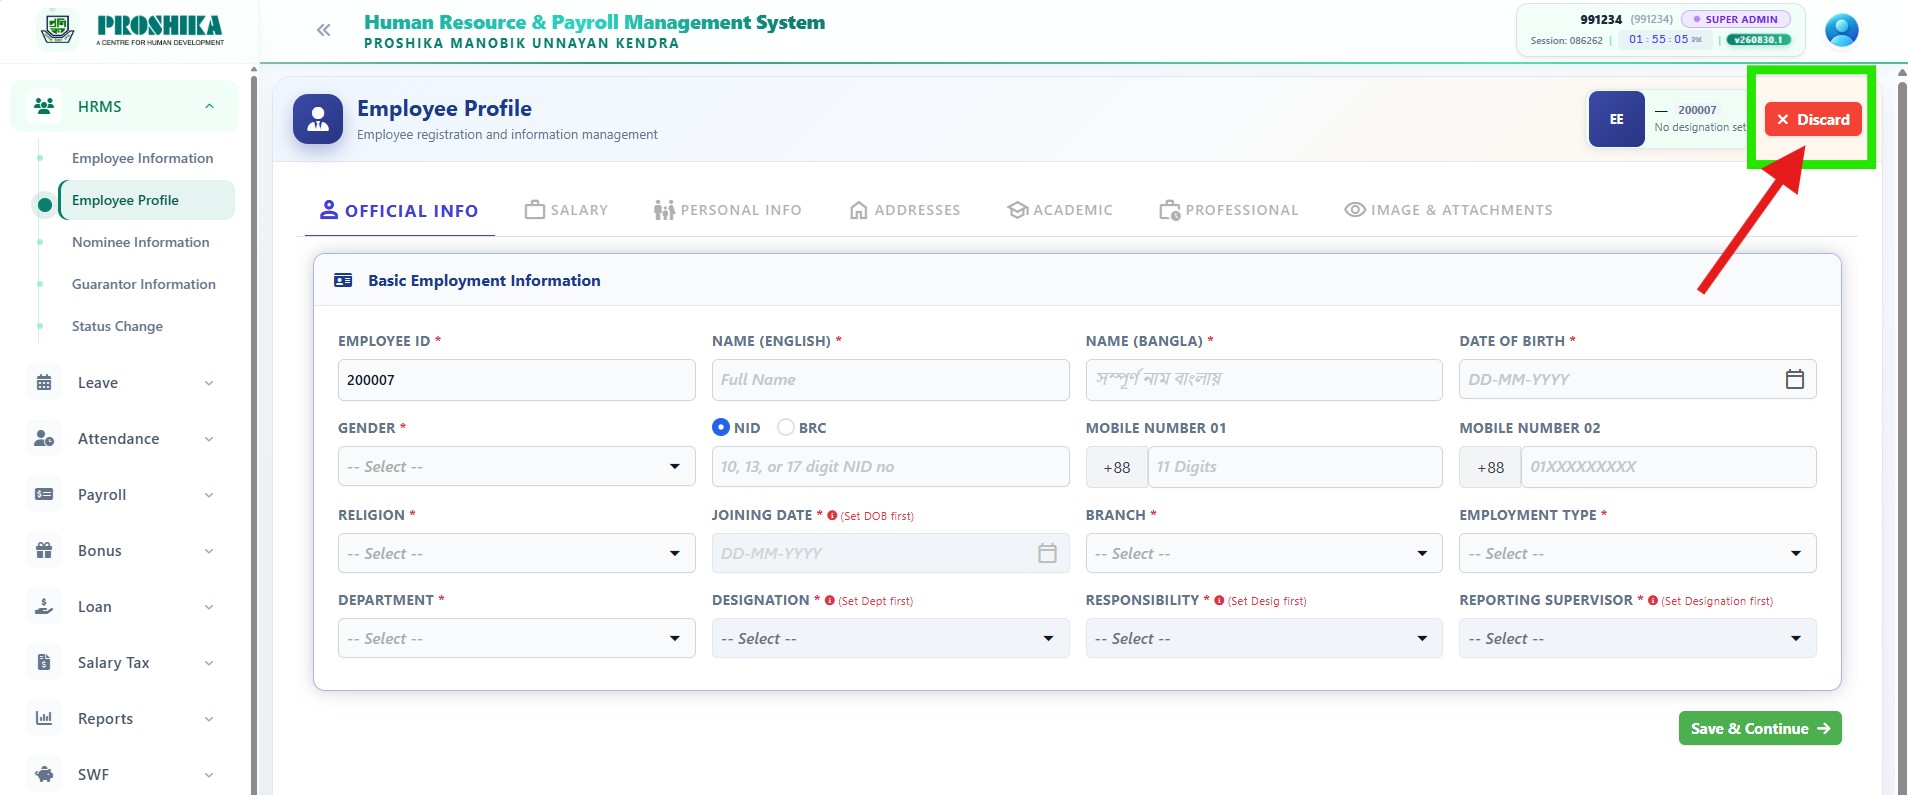 PROSHIKA
A CENTRE FOR HUMAN DEVELOPMENT
Human Resource & Payroll Management System
PROSHIKA MANOBIK UNNAYAN KENDRA
991234 (991234) SUPER ADMIN
Session: 086262 | 01:55:05 PM | v260830.1
HRMS
Employee Information
Employee Profile
Nominee Information
Guarantor Information
Status Change
Leave
Attendance
Payroll
Bonus
Loan
Salary Tax
Reports
SWF
Employee Profile
Employee registration and information management
EE
— 200007
No designation set
Discard
OFFICIAL INFO SALARY PERSONAL INFO ADDRESSES ACADEMIC PROFESSIONAL IMAGE & ATTACHMENTS
Basic Employment Information
EMPLOYEE ID * NAME (ENGLISH) * NAME (BANGLA) * DATE OF BIRTH *
200007 Full Name সম্পূর্ণ নাম বাংলায় DD-MM-YYYY
GENDER * NID BRC MOBILE NUMBER 01 MOBILE NUMBER 02
-- Select -- 10, 13, or 17 digit NID no +88 11 Digits +88 01XXXXXXXXX
RELIGION * JOINING DATE * (Set DOB first) BRANCH * EMPLOYMENT TYPE *
-- Select -- DD-MM-YYYY -- Select -- -- Select --
DEPARTMENT * DESIGNATION * (Set Dept first) RESPONSIBILITY * (Set Desig first) REPORTING SUPERVISOR * (Set Designation first)
-- Select -- -- Select -- -- Select -- -- Select --
Save & Continue →